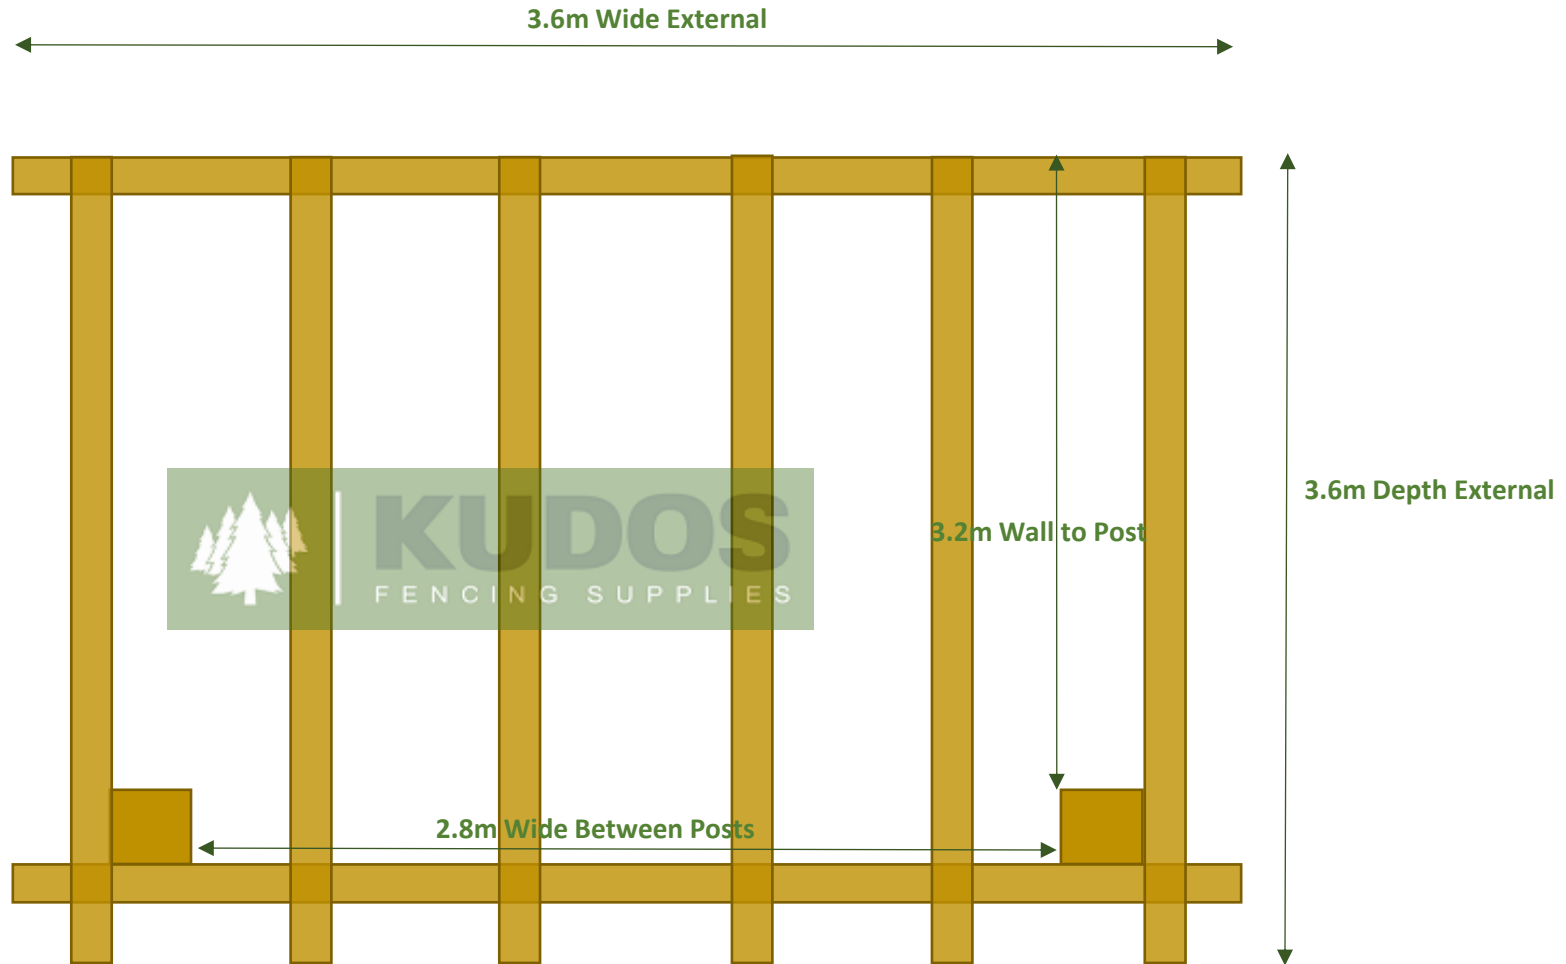 3.6m Wide External
3.6m Depth External
KUDOS
FENCING SUPPLIES
3.2m Wall to Post
2.8m Wide Between Posts